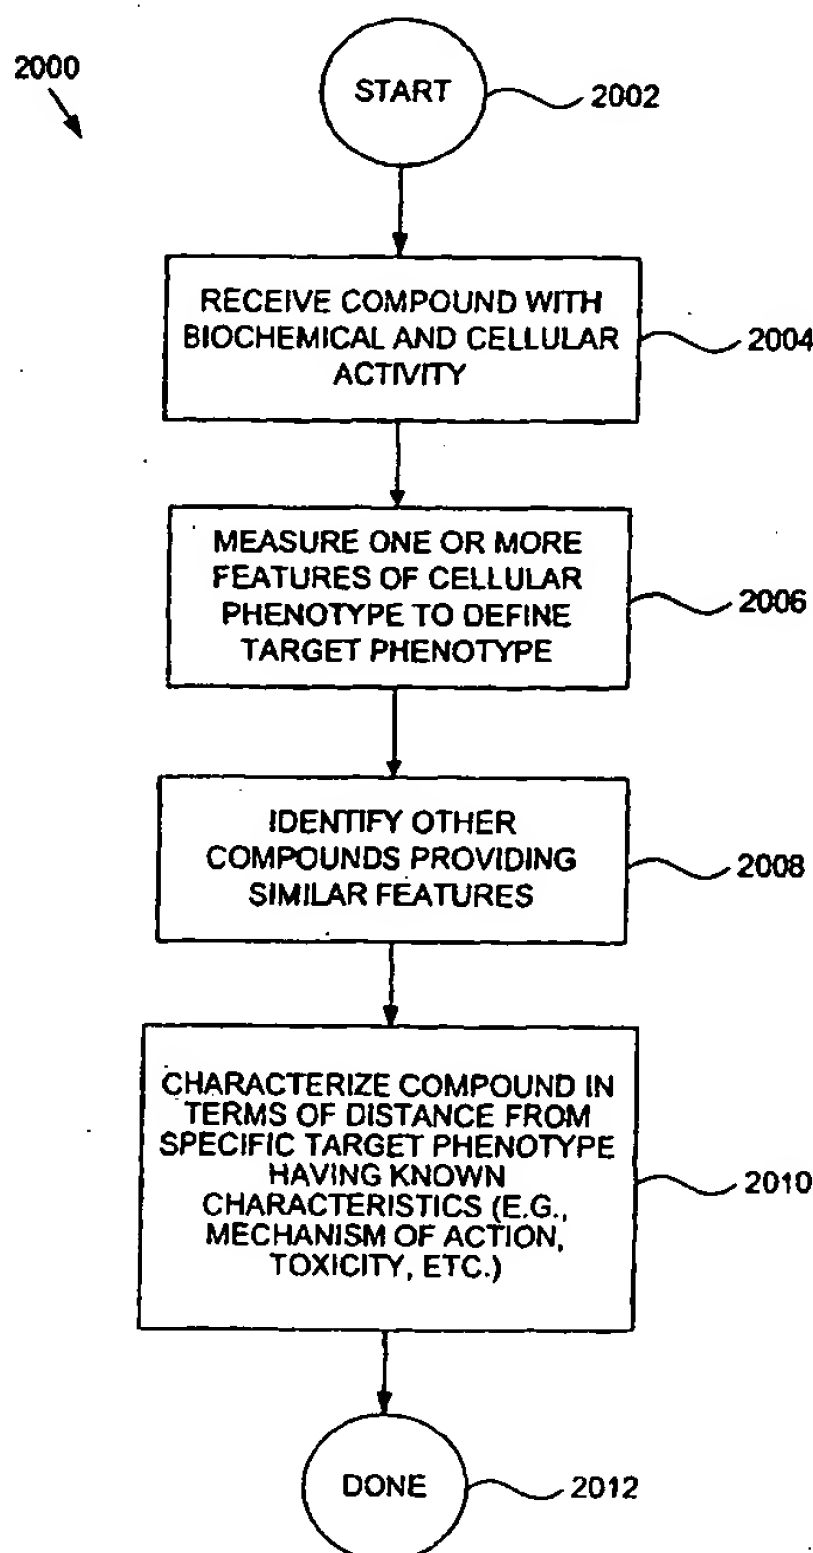 2000
START
2002
RECEIVE COMPOUND WITH
BIOCHEMICAL AND CELLULAR
ACTIVITY
2004
MEASURE ONE OR MORE
FEATURES OF CELLULAR
PHENOTYPE TO DEFINE
TARGET PHENOTYPE
2006
IDENTIFY OTHER
COMPOUNDS PROVIDING
SIMILAR FEATURES
2008
CHARACTERIZE COMPOUND IN
TERMS OF DISTANCE FROM
SPECIFIC TARGET PHENOTYPE
HAVING KNOWN
CHARACTERISTICS (E.G.,
MECHANISM OF ACTION,
TOXICITY, ETC.)
2010
DONE
2012